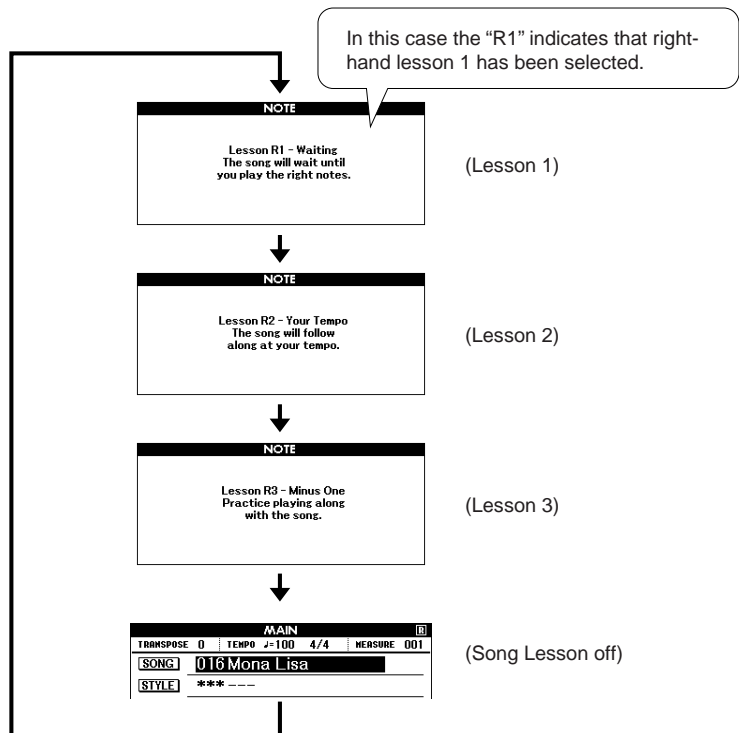 In this case the “R1” indicates that right-
hand lesson 1 has been selected.
NOTE
Lesson R1 - Waiting
The song will wait until
you play the right notes.
(Lesson 1)
NOTE
Lesson R2 - Your Tempo
The song will follow
along at your tempo.
(Lesson 2)
NOTE
Lesson R3 - Minus One
Practice playing along
with the song.
(Lesson 3)
MAIN R
TRANSPOSE 0 TEMPO ♩=100 4/4 MEASURE 001
SONG 016 Mona Lisa
STYLE *** ---
(Song Lesson off)